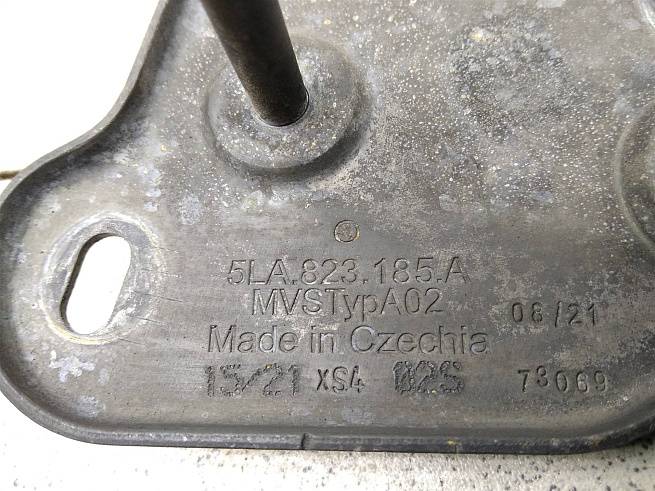 5LA.823.185.A
MVSTypA02
08/21
Made in Czechia
15/21 XS4 02S 73069